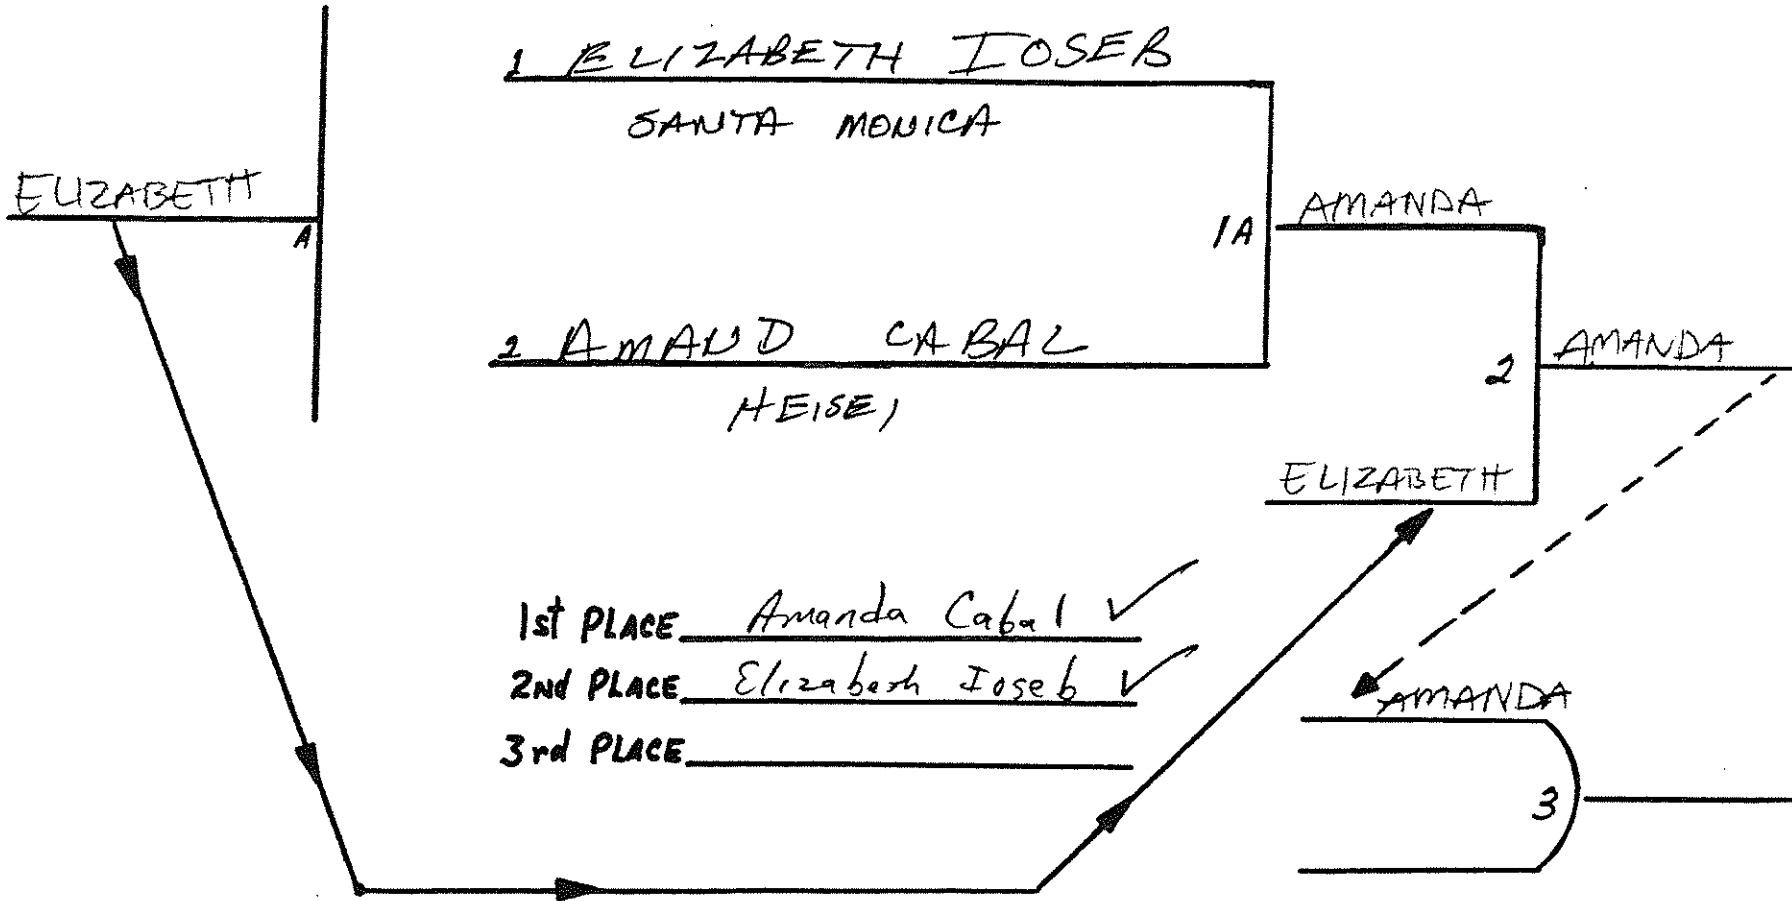 1 ELIZABETH IOSEB
SANTA MONICA
ELIZABETH
A
1A
AMANDA
2 AMAND CABAL
HEISEI
2
AMANDA
ELIZABETH
1st PLACE Amanda Cabal ✓
2nd PLACE Elizabeth Ioseb ✓
AMANDA
3rd PLACE
3